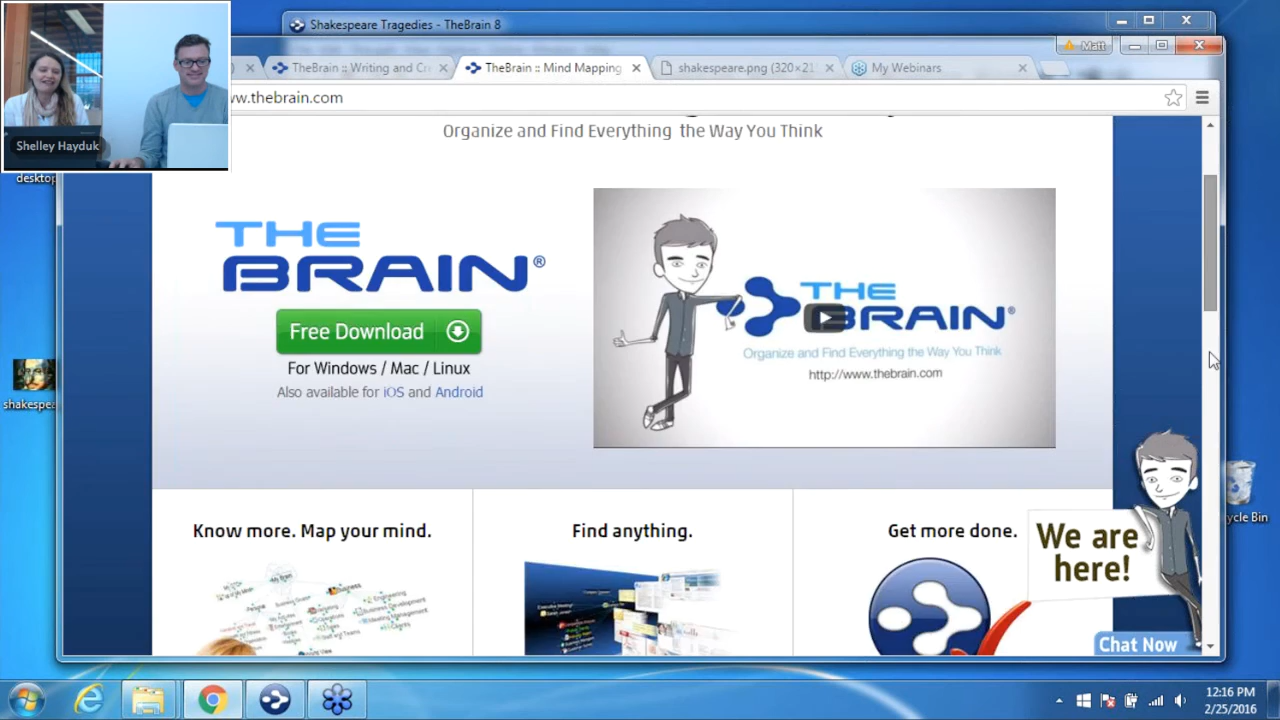 Shakespeare Tragedies - TheBrain 8
Matt
TheBrain :: Writing and Cr
TheBrain :: Mind Mapping
shakespeare.png (320×21
My Webinars
w.thebrain.com
Shelley Hayduk
desktop
Organize and Find Everything the Way You Think
THE
BRAIN®
Free Download
For Windows / Mac / Linux
Also available for iOS and Android
THE
BRAIN®
Organize and Find Everything the Way You Think
http://www.thebrain.com
shakespea
Know more. Map your mind.
Find anything.
Get more done.
We are
here!
Chat Now
ycle Bin
12:16 PM
2/25/2016